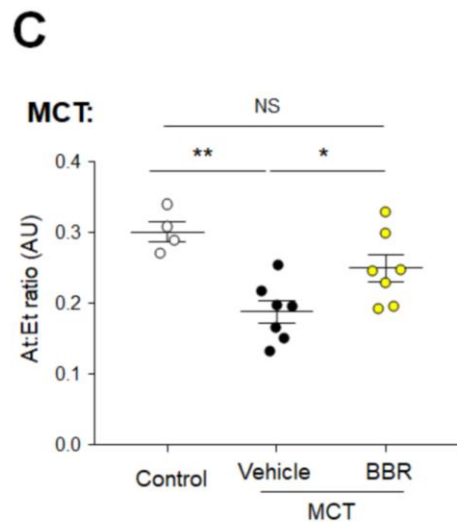 C
MCT:
NS
**
*
0.4
0.3
0.2
0.1
0.0
At:Et ratio (AU)
Control
Vehicle
BBR
MCT